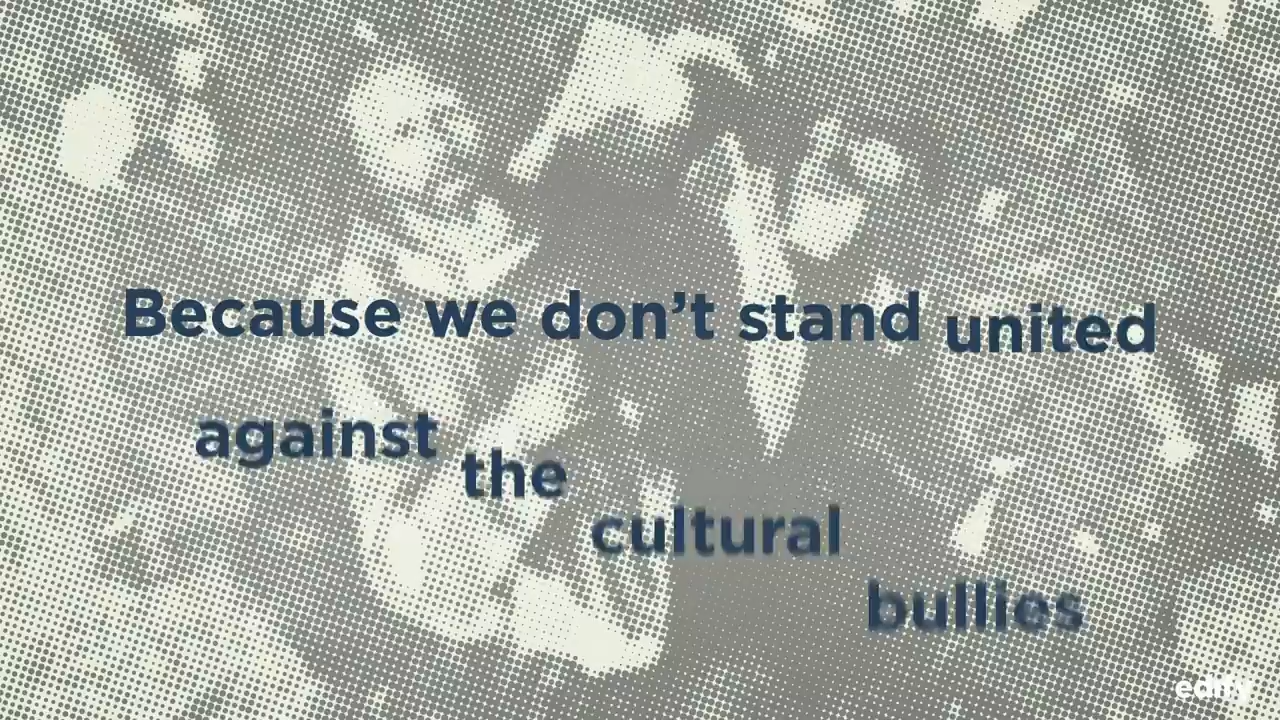 Because we don’t stand united
against the cultural bullies
edify